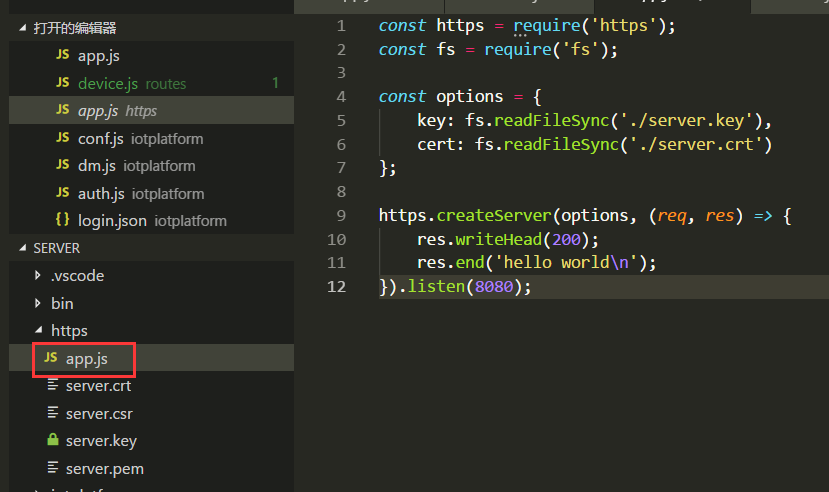 打开的编辑器
JS app.js
JS device.js routes 1
JS app.js https
JS conf.js iotplatform
JS dm.js iotplatform
JS auth.js iotplatform
{} login.json iotplatform
SERVER
.vscode
bin
https
JS app.js
server.crt
server.csr
server.key
server.pem
1 const https = require('https');
2 const fs = require('fs');
3
4 const options = {
5 key: fs.readFileSync('./server.key'),
6 cert: fs.readFileSync('./server.crt')
7 };
8
9 https.createServer(options, (req, res) => {
10 res.writeHead(200);
11 res.end('hello world\n');
12 }).listen(8080);